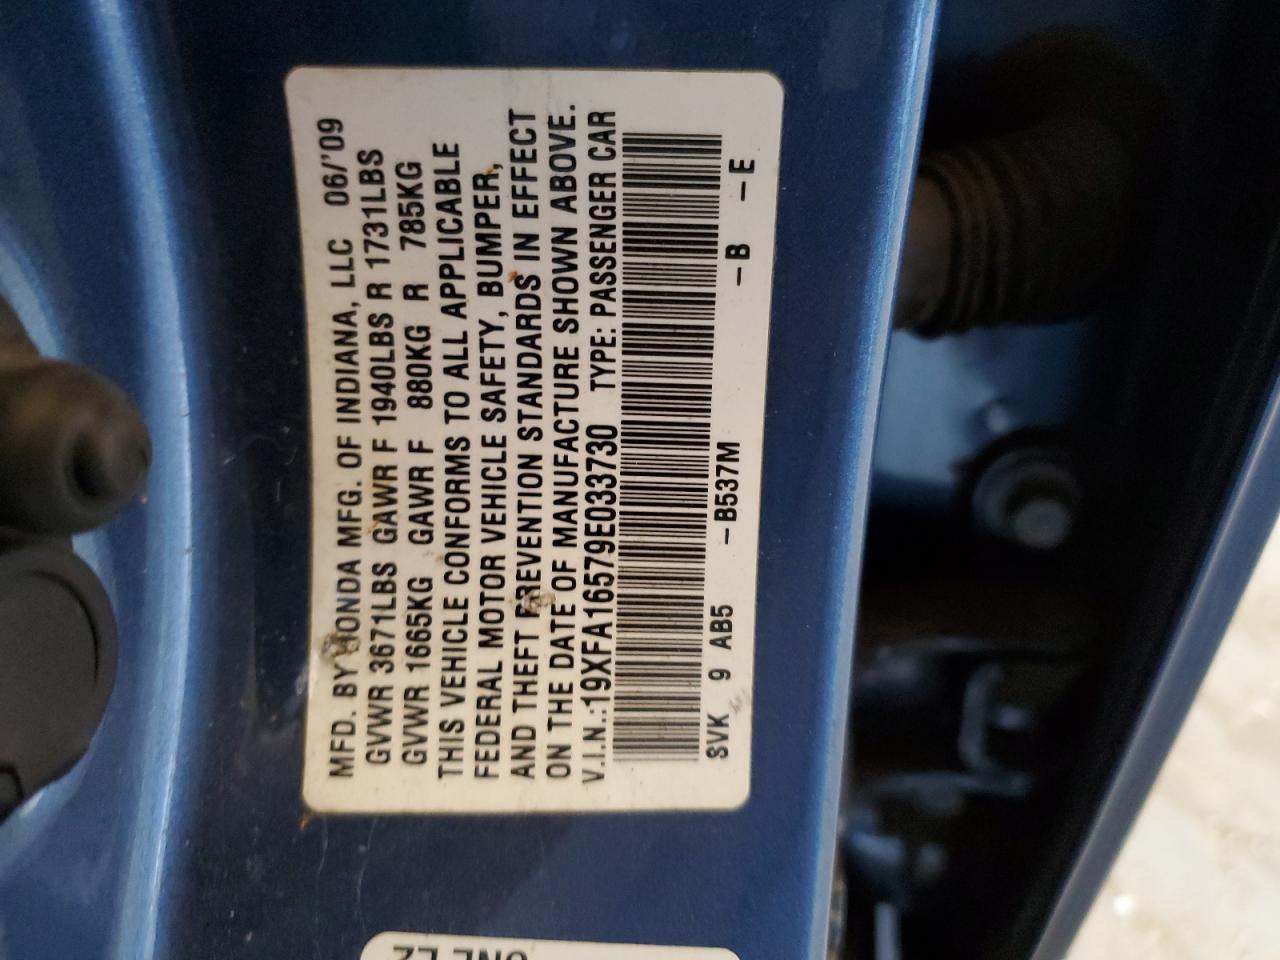 MFD. BY HONDA MFG. OF INDIANA, LLC 06/'09
GVWR 3671LBS GAWR F 1940LBS R 1731LBS
GVWR 1665KG GAWR F 880KG R 785KG
THIS VEHICLE CONFORMS TO ALL APPLICABLE
FEDERAL MOTOR VEHICLE SAFETY, BUMPER,
AND THEFT PREVENTION STANDARDS IN EFFECT
ON THE DATE OF MANUFACTURE SHOWN ABOVE.
V.I.N.:19XFA16579E033730 TYPE: PASSENGER CAR
SVK 9 AB5 -B537M -B -E